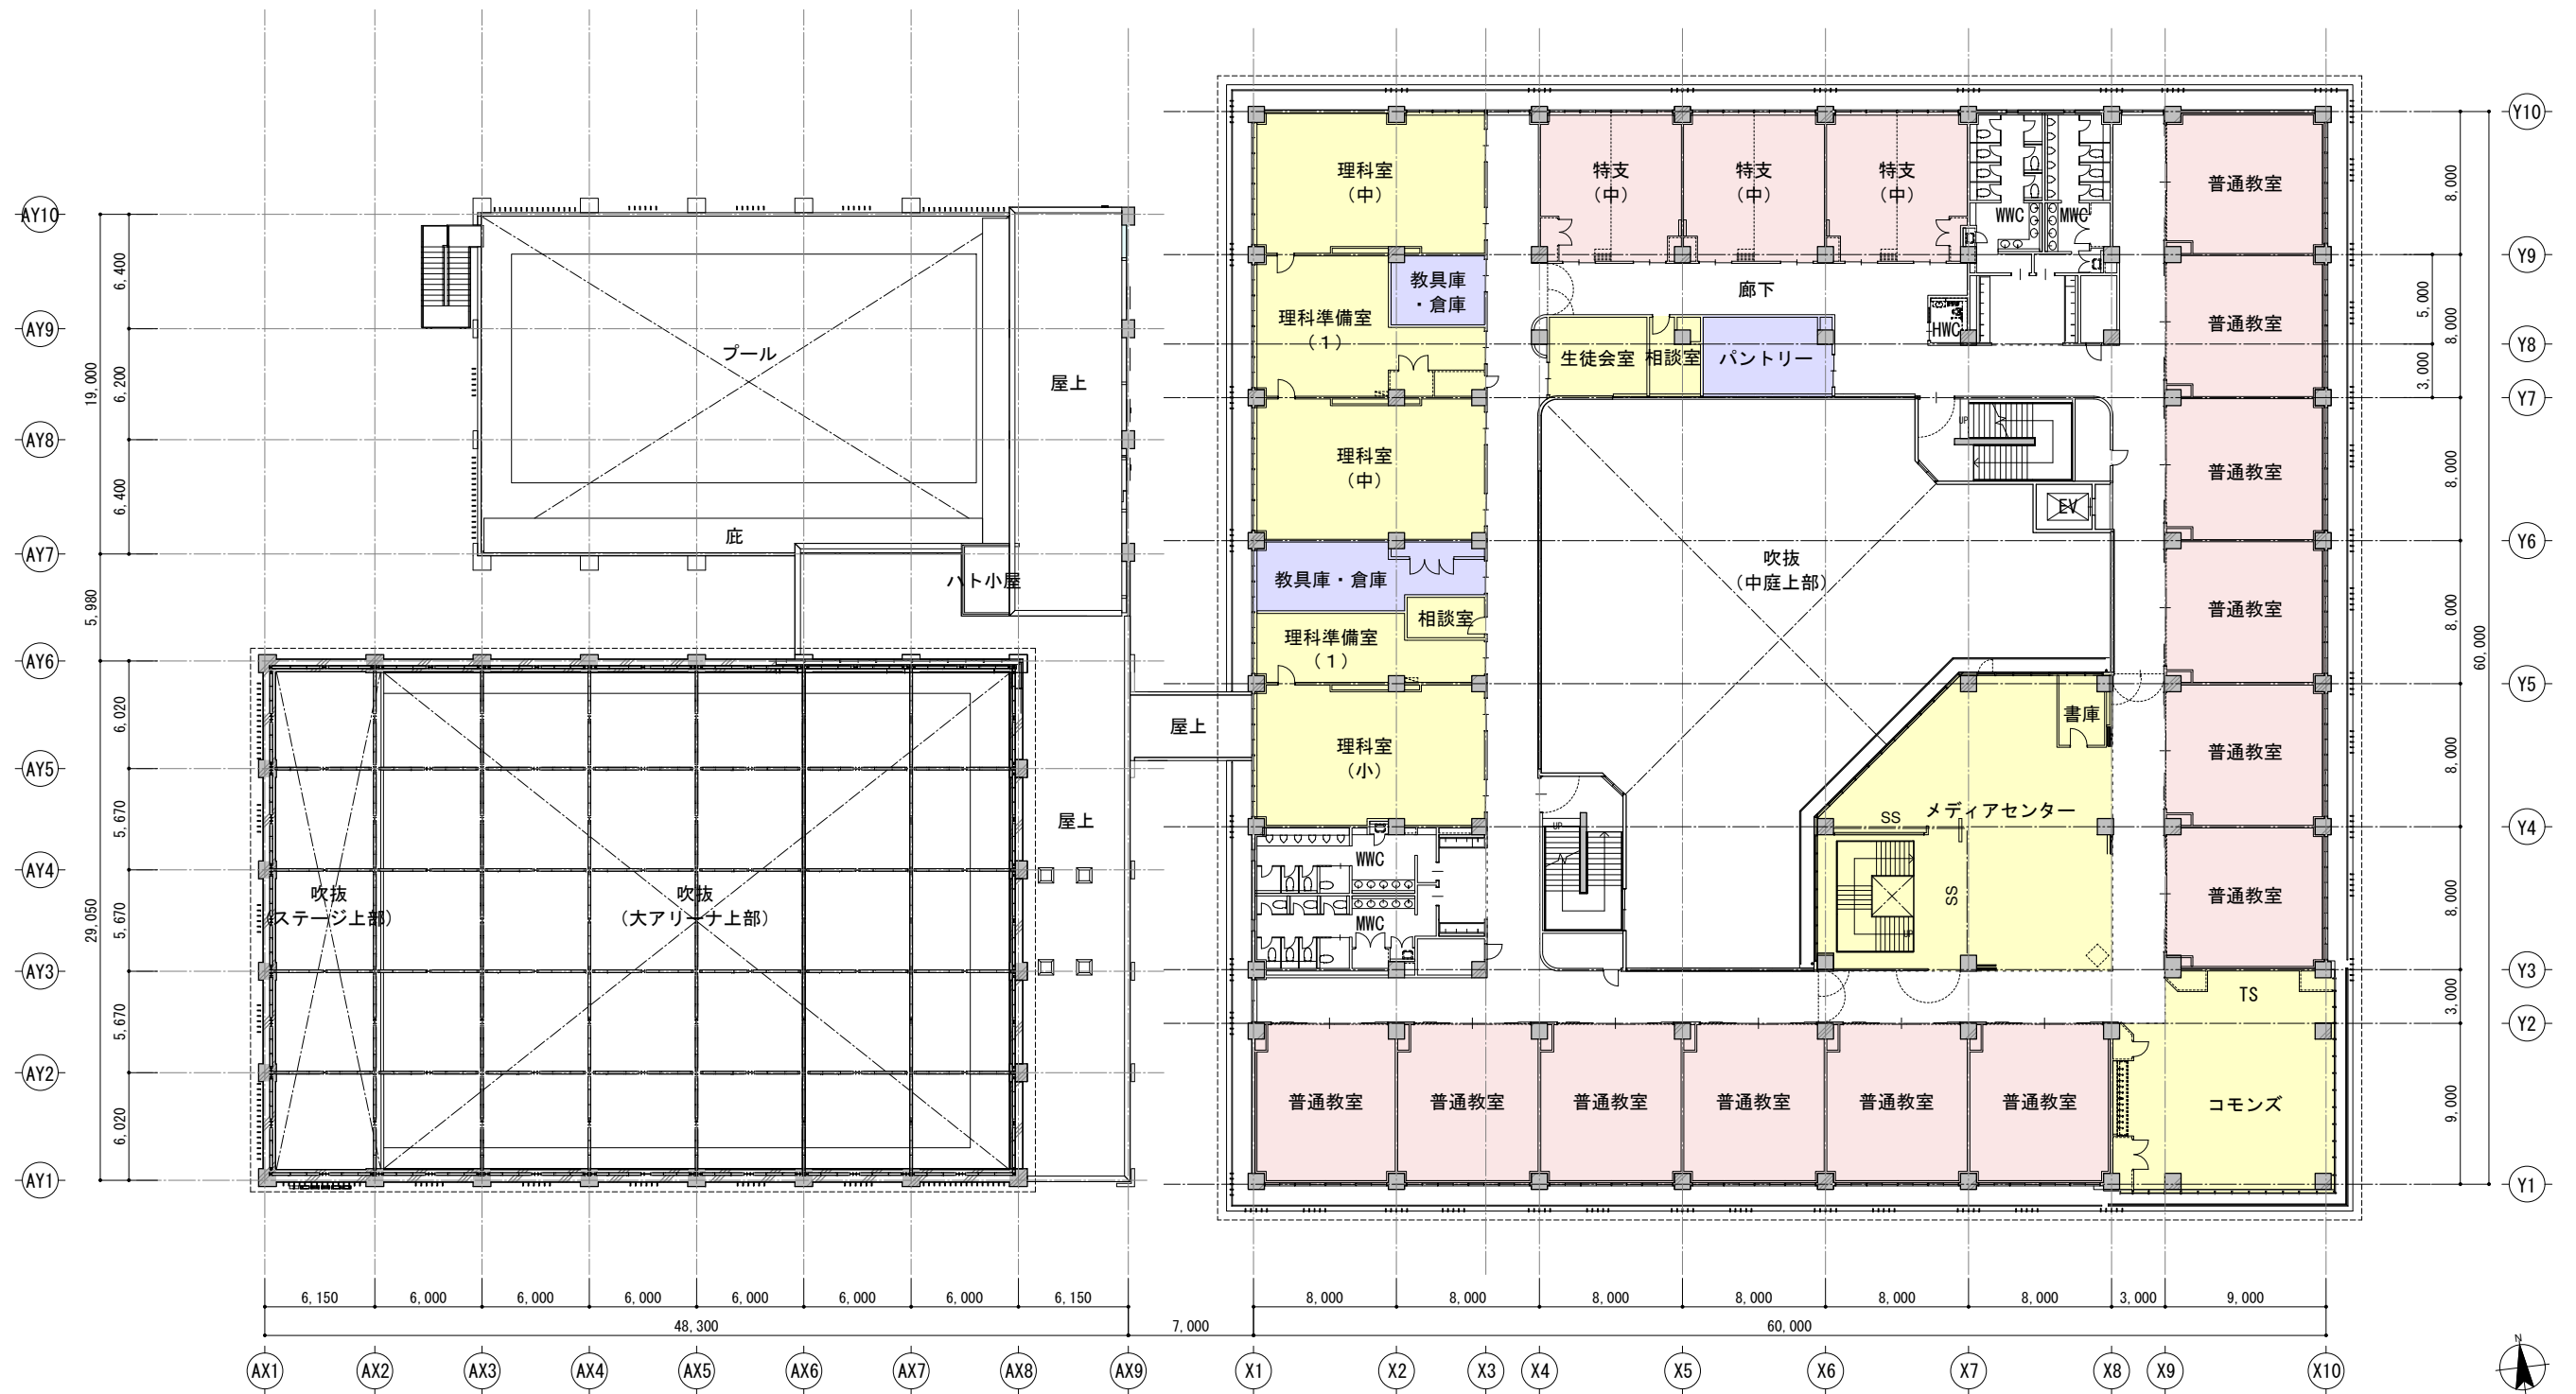 Y10
AY10
AY9
AY8
AY7
AY6
AY5
AY4
AY3
AY2
AY1
6,400
6,200
6,400
19,000
5,980
6,020
5,670
5,670
5,670
6,020
29,050
プール
庇
屋上
ハト小屋
屋上
屋上
吹抜
(ステージ上部)
吹抜
(大アリーナ上部)
理科室
(中)
特支
(中)
特支
(中)
特支
(中)
WWC
MWC
普通教室
教具庫
・倉庫
理科準備室
(1)
廊下
HWC
普通教室
生徒会室
相談室
パントリー
理科室
(中)
UP
普通教室
EV
教具庫・倉庫
吹抜
(中庭上部)
普通教室
相談室
理科準備室
(1)
理科室
(小)
書庫
普通教室
メディアセンター
SS
SS
UP
UP
WWC
MWC
普通教室
TS
普通教室
普通教室
普通教室
普通教室
普通教室
普通教室
コモンズ
8,000
5,000
8,000
3,000
8,000
8,000
8,000
8,000
3,000
9,000
60,000
Y9
Y8
Y7
Y6
Y5
Y4
Y3
Y2
Y1
6,150
6,000
6,000
6,000
6,000
6,000
6,000
6,150
48,300
7,000
8,000
8,000
8,000
8,000
8,000
8,000
3,000
9,000
60,000
AX1
AX2
AX3
AX4
AX5
AX6
AX7
AX8
AX9
X1
X2
X3
X4
X5
X6
X7
X8
X9
X10
N